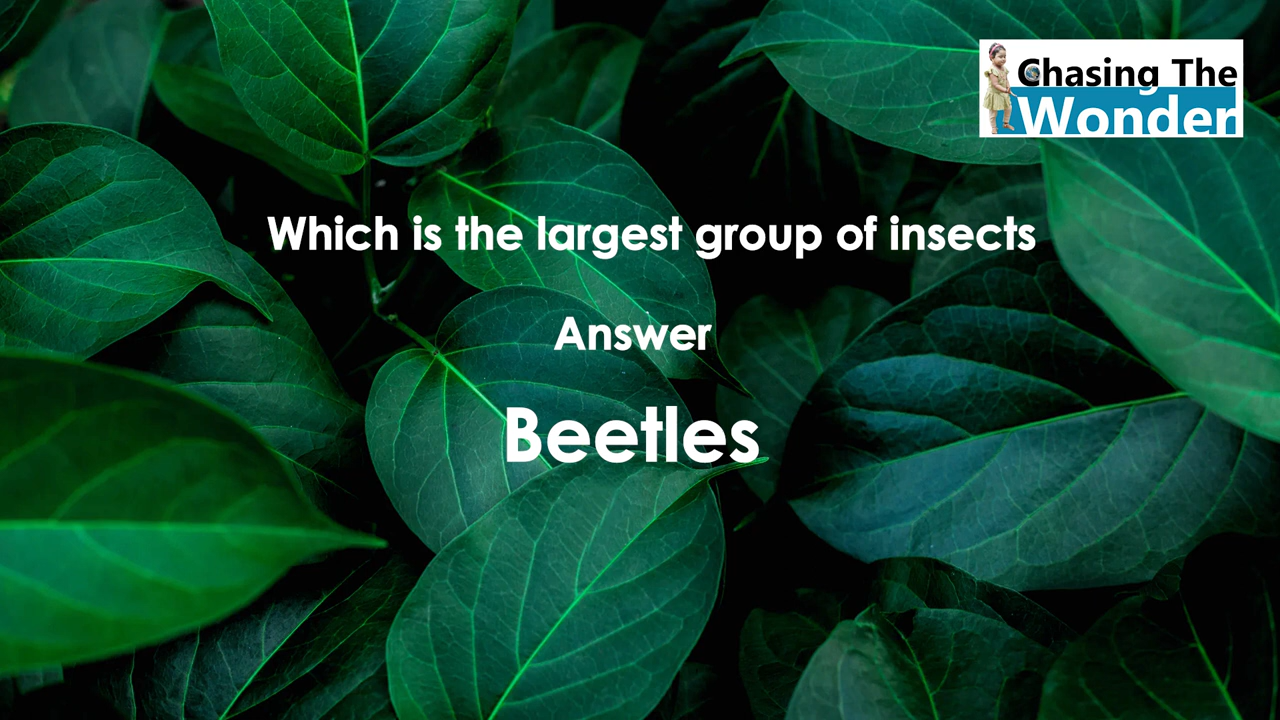 Chasing The
Wonder
Which is the largest group of insects
Answer
Beetles